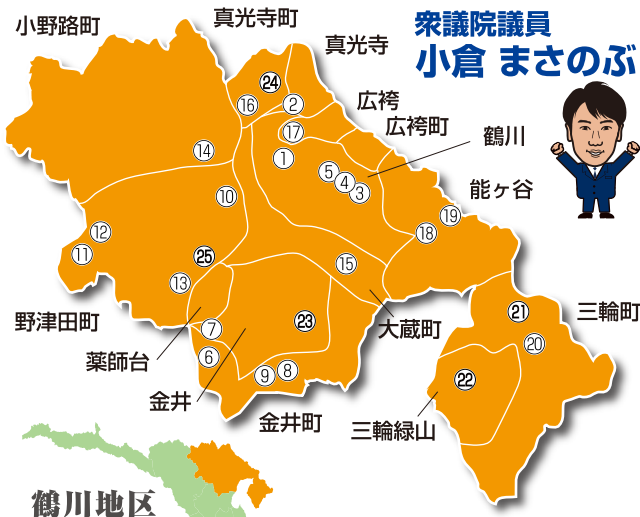 衆議院議員
小倉 まさのぶ
小野路町
真光寺町
真光寺
広袴
広袴町
鶴川
能ヶ谷
㉔
⑯
②
⑰
①
⑭
⑤
④
③
⑩
⑲
⑱
⑫
⑪
㉕
⑮
⑬
野津田町
薬師台
金井
金井町
大蔵町
三輪町
三輪緑山
㉑
㉓
⑦
⑳
⑥
⑧
⑨
㉒
鶴川地区